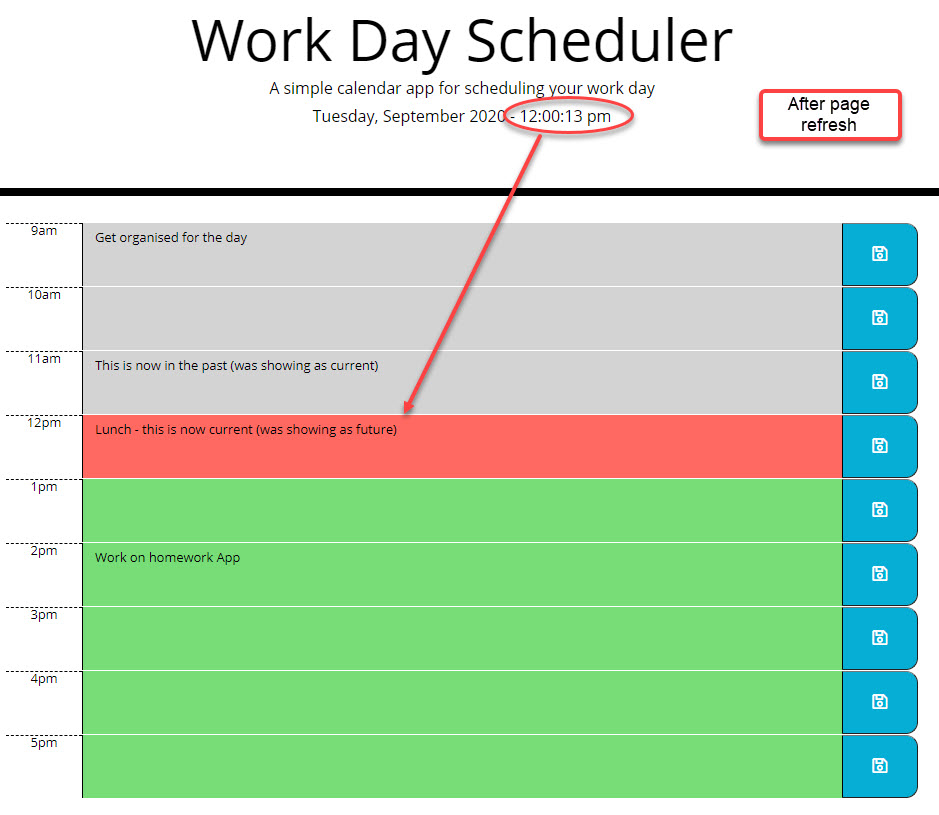 Work Day Scheduler
A simple calendar app for scheduling your work day
Tuesday, September 2020 - 12:00:13 pm
After page
refresh
9am
Get organised for the day
10am
11am
This is now in the past (was showing as current)
12pm
Lunch - this is now current (was showing as future)
1pm
2pm
Work on homework App
3pm
4pm
5pm